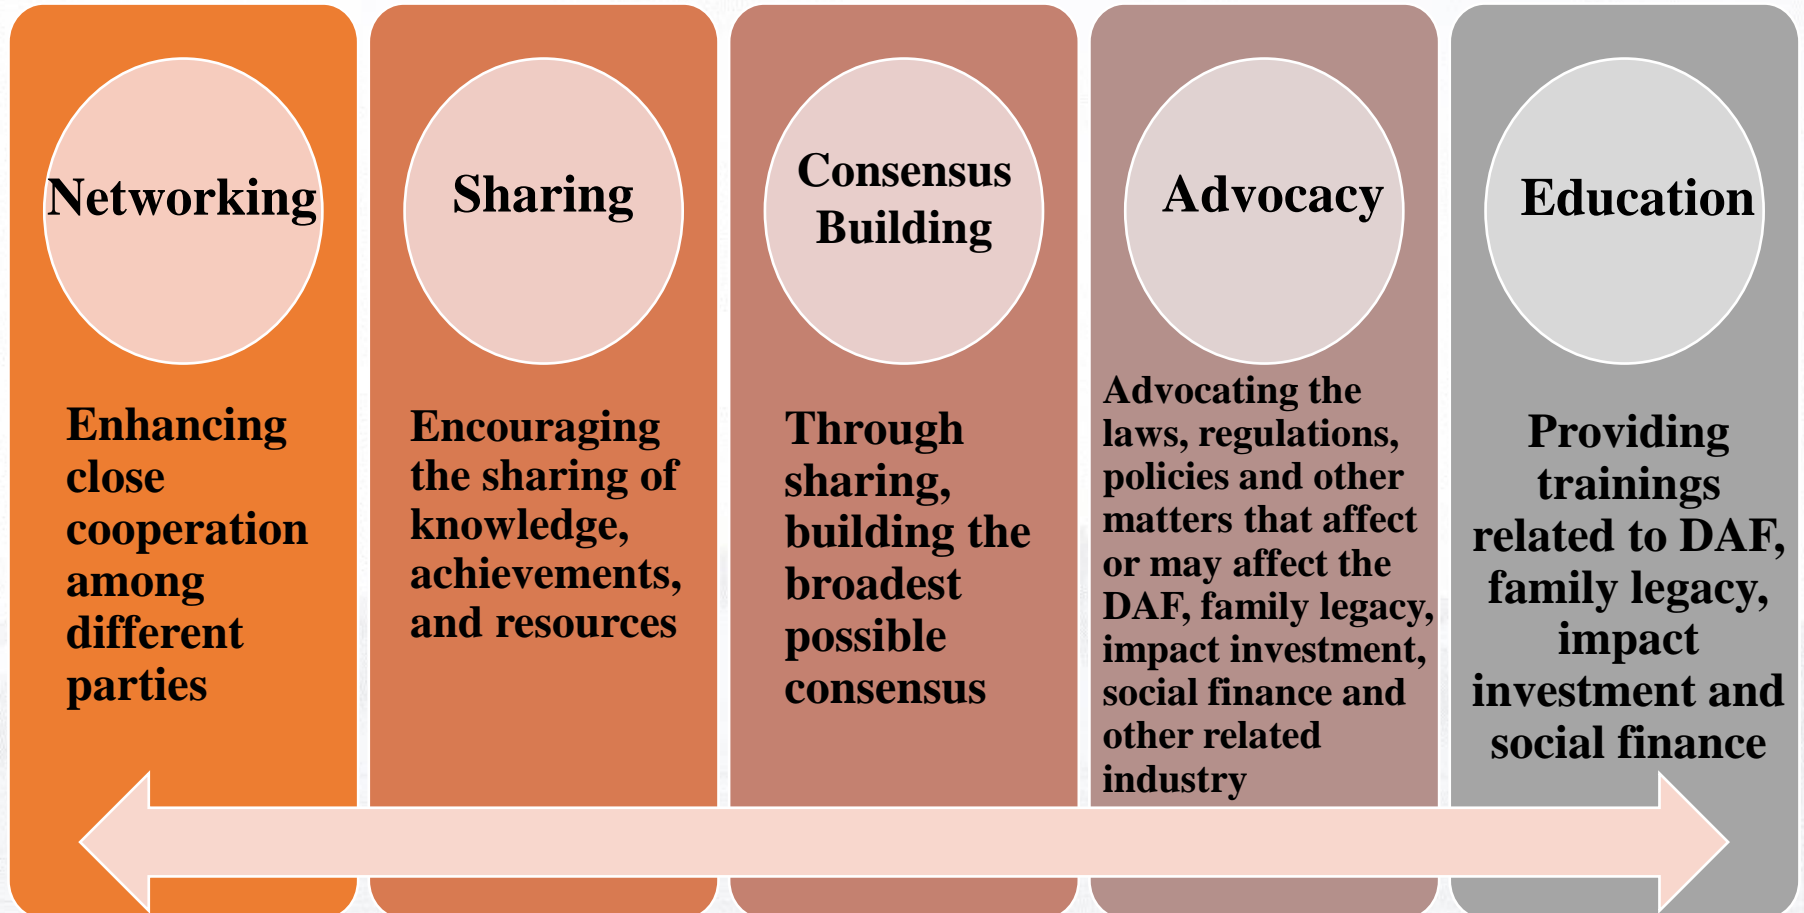 Networking
Enhancing
close
cooperation
among
different
parties
Sharing
Encouraging
the sharing of
knowledge,
achievements,
and resources
Consensus
Building
Through
sharing,
building the
broadest
possible
consensus
Advocacy
Advocating the
laws, regulations,
policies and other
matters that affect
or may affect the
DAF, family legacy,
impact investment,
social finance and
other related
industry
Education
Providing
trainings
related to DAF,
family legacy,
impact
investment and
social finance